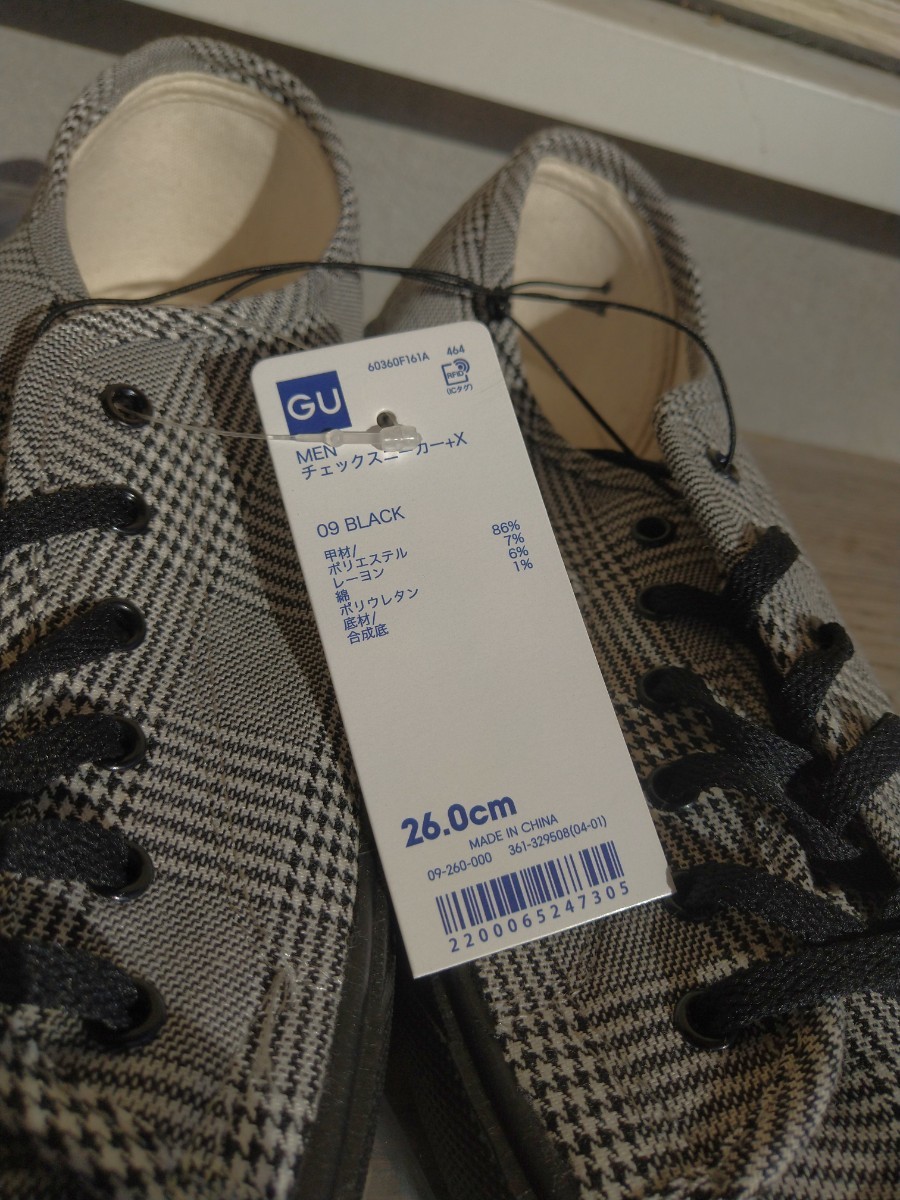 60360F161A 464
GU
RFID
(ICタグ)
MEN
チェックスニーカー+X
09 BLACK
甲材/
ポリエステル 86%
レーヨン 7%
綿 6%
ポリウレタン 1%
底材/
合成底
26.0cm
MADE IN CHINA
09-260-000 361-329508(04-01)
2200065247305